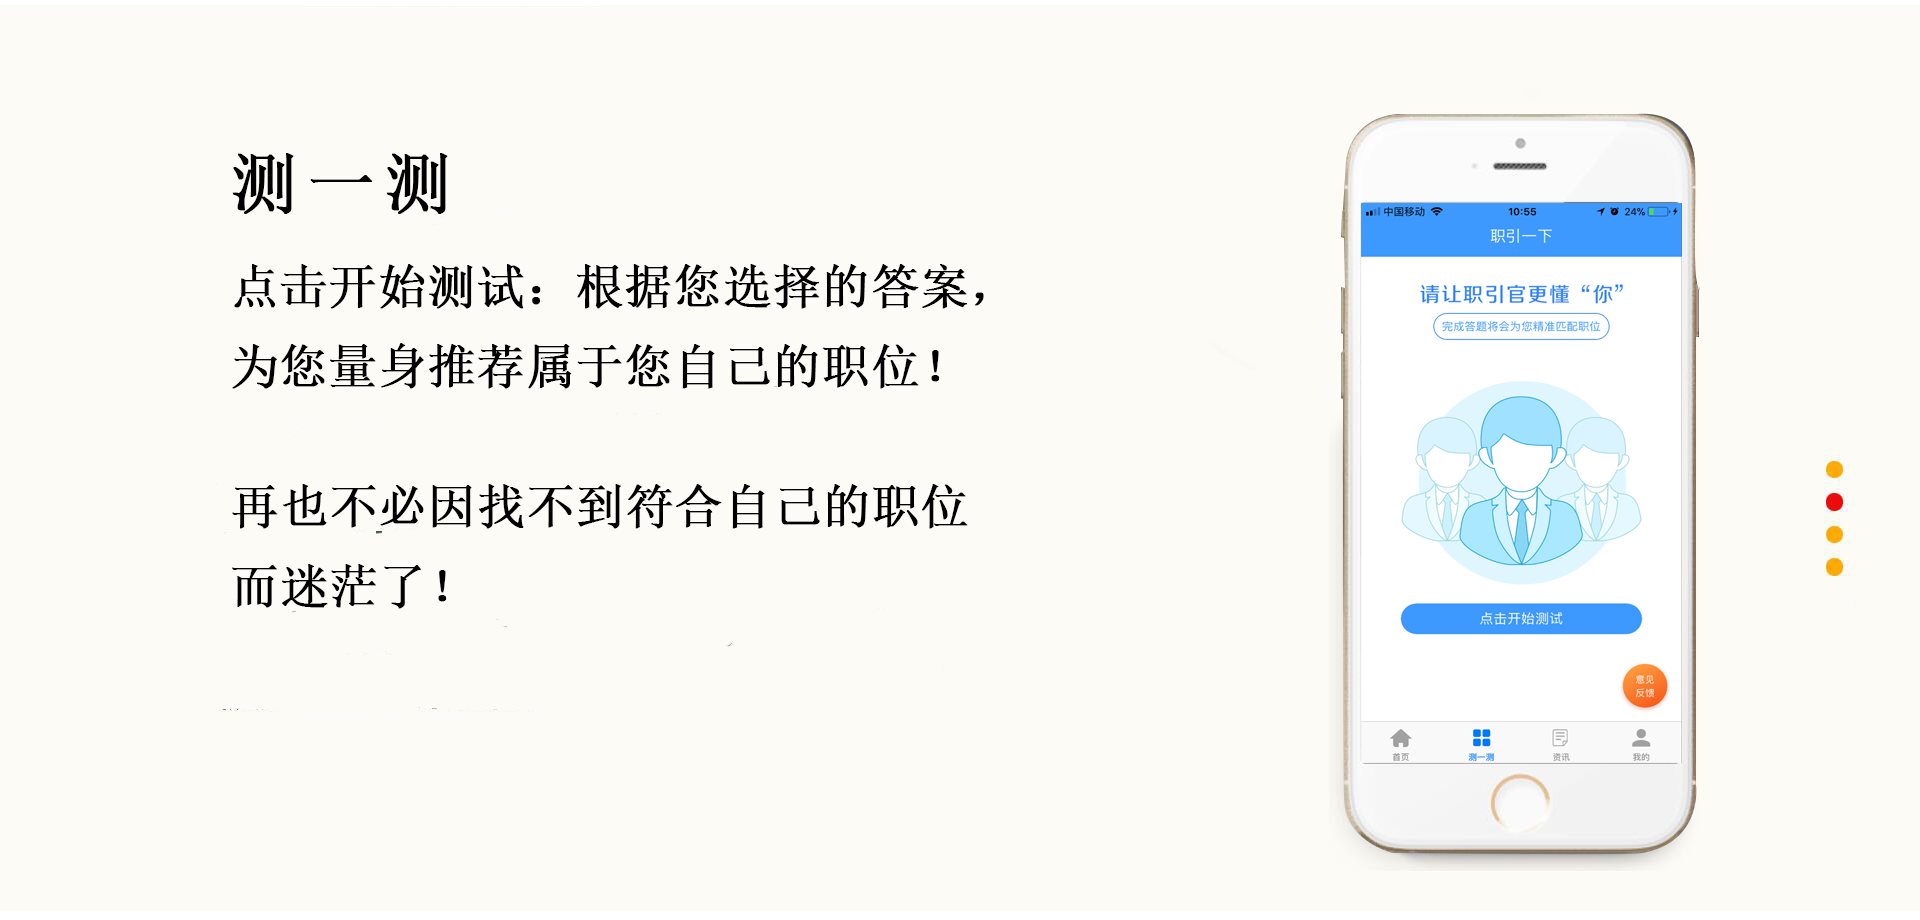 测一测
点击开始测试：根据您选择的答案，
为您量身推荐属于您自己的职位！
再也不必因找不到符合自己的职位
而迷茫了！
中国移动 10:55 24%
职引一下
请让职引官更懂“你”
完成答题将会为您精准匹配职位
点击开始测试
意见
反馈
首页 测一测 资讯 我的